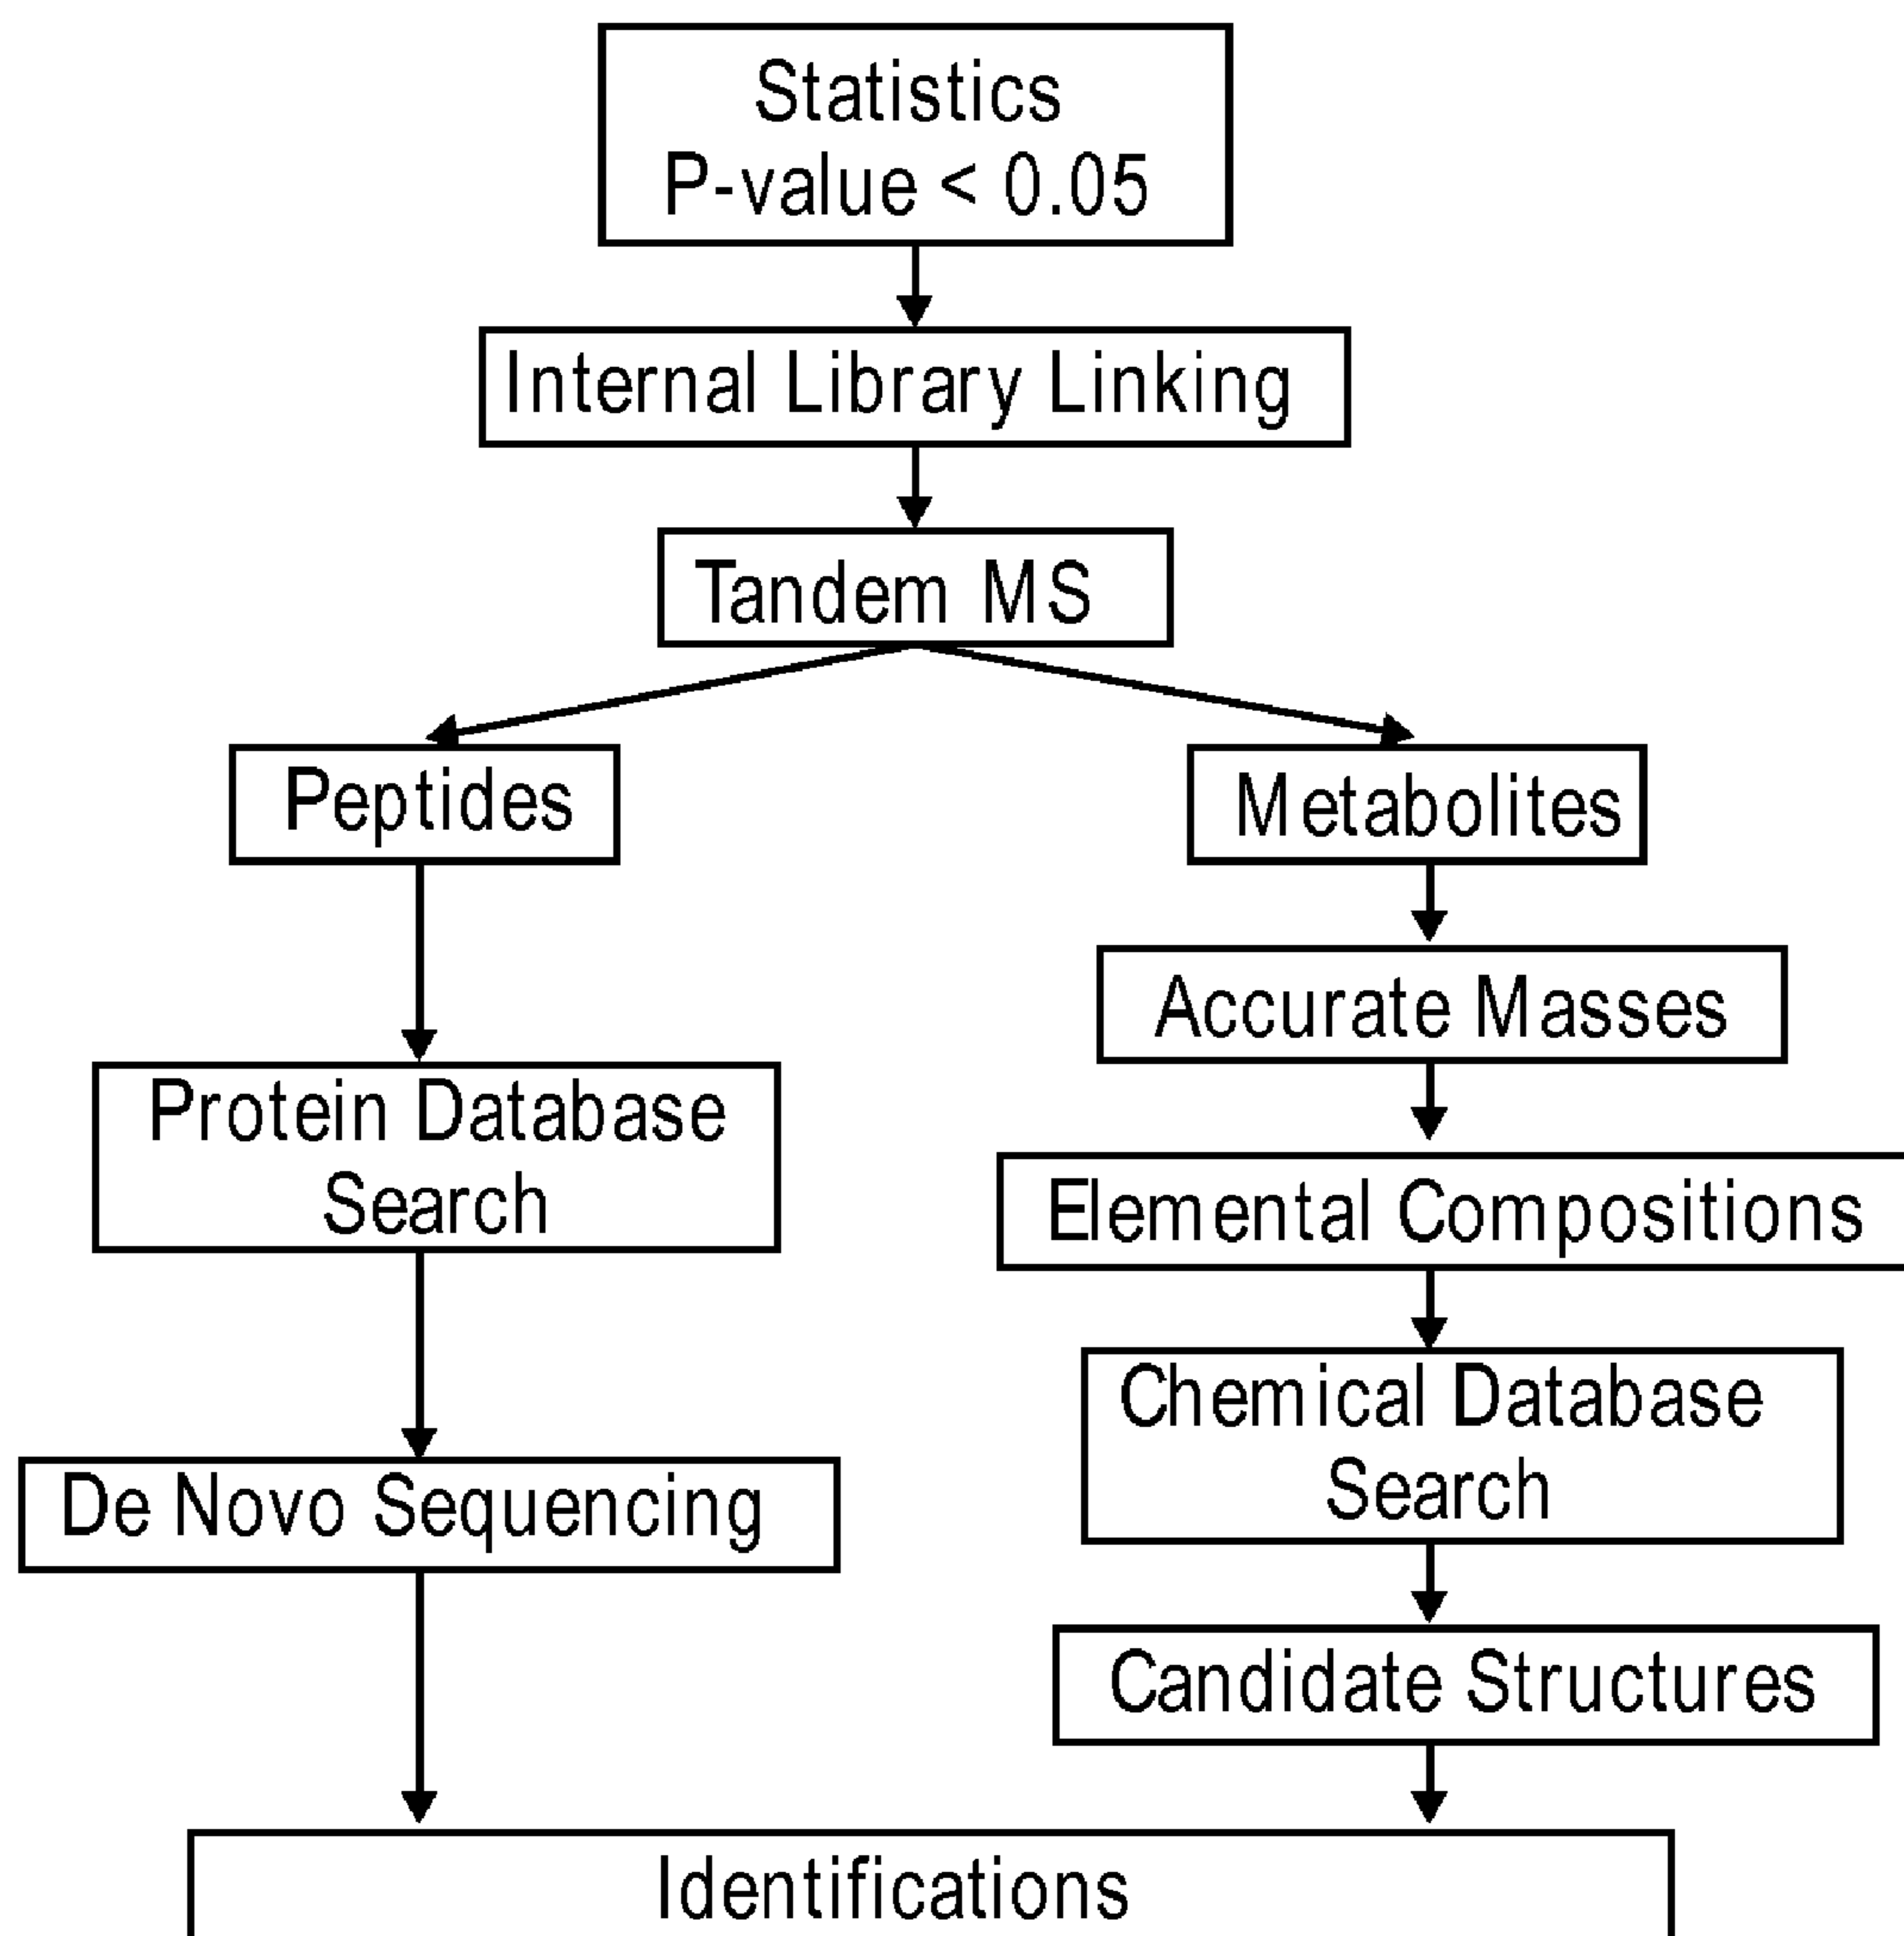 Statistics
P-value < 0.05
Internal Library Linking
Tandem MS
Peptides
Metabolites
Accurate Masses
Protein Database
Search
Elemental Compositions
Chemical Database
Search
De Novo Sequencing
Candidate Structures
Identifications